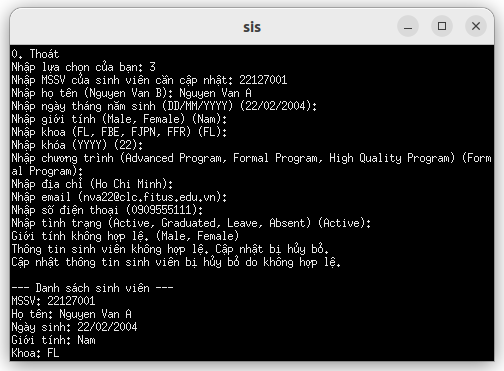 sis
0. Thoát
Nhập lựa chọn của bạn: 3
Nhập MSSV của sinh viên cần cập nhật: 22127001
Nhập họ tên (Nguyen Van B): Nguyen Van A
Nhập ngày tháng năm sinh (DD/MM/YYYY) (22/02/2004):
Nhập giới tính (Male, Female) (Nam):
Nhập khoa (FL, FBE, FJPN, FFR) (FL):
Nhập khóa (YYYY) (22):
Nhập chương trình (Advanced Program, Formal Program, High Quality Program) (Form
al Program):
Nhập địa chỉ (Ho Chi Minh):
Nhập email (nva22@clc.fitus.edu.vn):
Nhập số điện thoại (0909555111):
Nhập tình trạng (Active, Graduated, Leave, Absent) (Active):
Giới tính không hợp lệ. (Male, Female)
Thông tin sinh viên không hợp lệ. Cập nhật bị hủy bỏ.
Cập nhật thông tin sinh viên bị hủy bỏ do không hợp lệ.
--- Danh sách sinh viên ---
MSSV: 22127001
Họ tên: Nguyen Van A
Ngày sinh: 22/02/2004
Giới tính: Nam
Khoa: FL